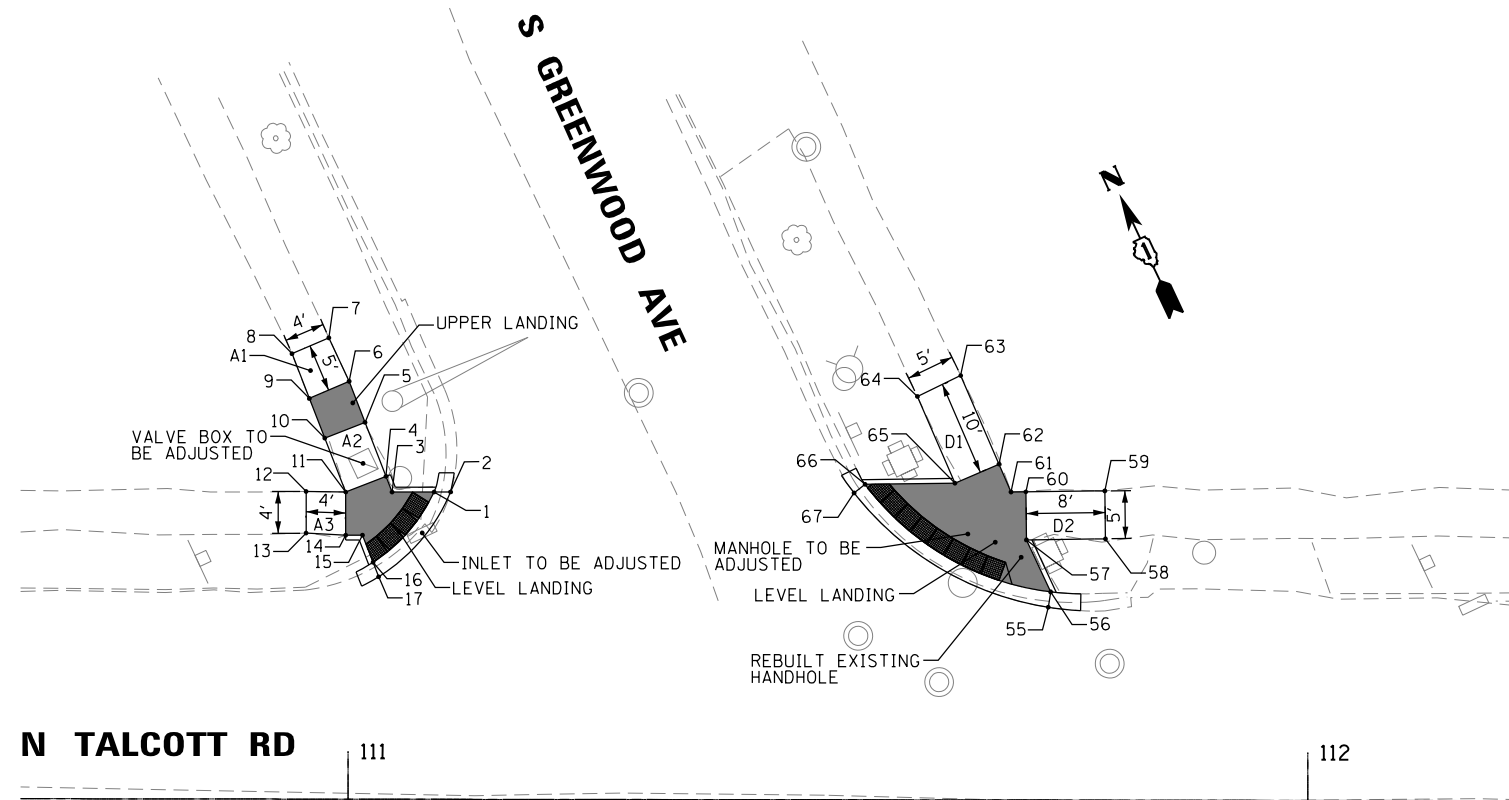 S GREENWOOD AVE
N
1
7
4'
8
UPPER LANDING
A1
5'
6
9
5
10
A2
4
VALVE BOX TO
BE ADJUSTED
3
11
2
12
4'
4'
A3
1
13
14
15
INLET TO BE ADJUSTED
16
LEVEL LANDING
17
63
5'
64
10'
65
D1
62
66
61
60
59
8'
5'
67
D2
MANHOLE TO BE
ADJUSTED
57
58
LEVEL LANDING
55
56
REBUILT EXISTING
HANDHOLE
N TALCOTT RD
111
112